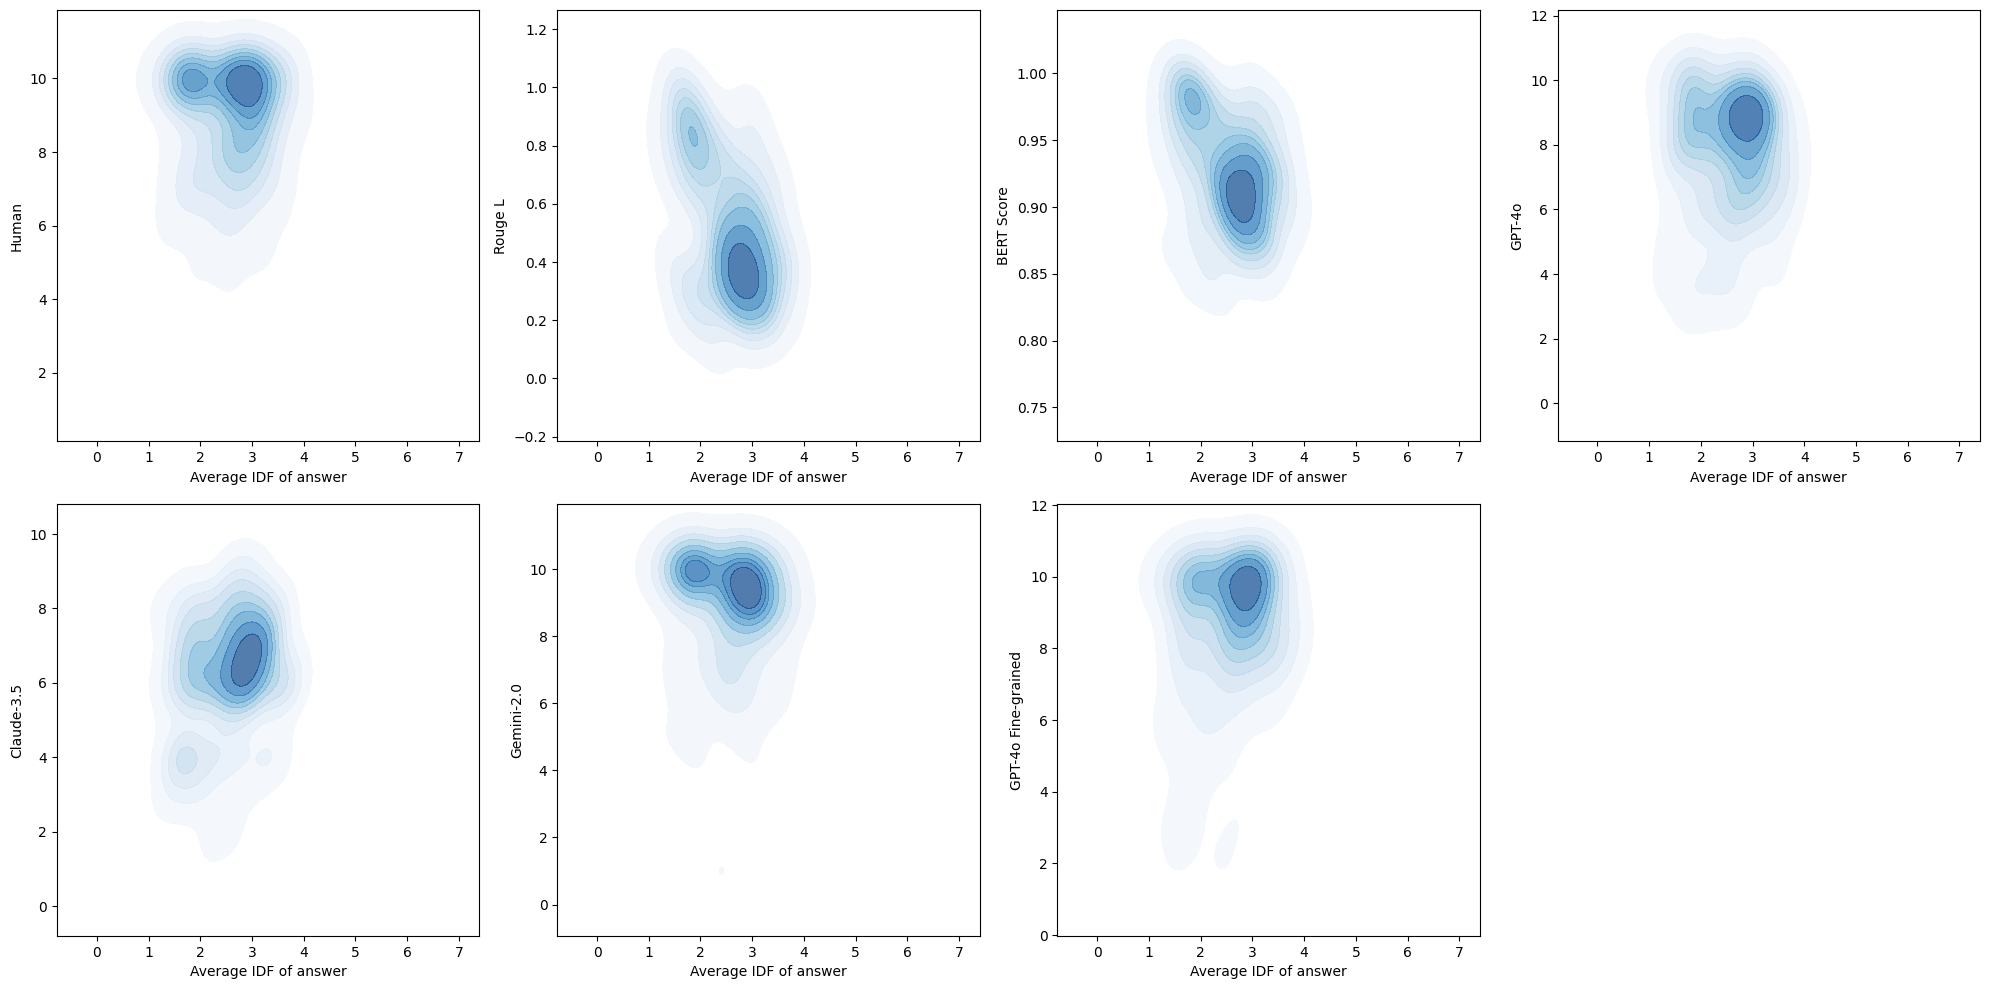 Human
10
8
6
4
2
0 1 2 3 4 5 6 7
Average IDF of answer
Rouge L
1.2
1.0
0.8
0.6
0.4
0.2
0.0
−0.2
0 1 2 3 4 5 6 7
Average IDF of answer
BERT Score
1.00
0.95
0.90
0.85
0.80
0.75
0 1 2 3 4 5 6 7
Average IDF of answer
GPT-4o
12
10
8
6
4
2
0
0 1 2 3 4 5 6 7
Average IDF of answer
Claude-3.5
10
8
6
4
2
0
0 1 2 3 4 5 6 7
Average IDF of answer
Gemini-2.0
10
8
6
4
2
0
0 1 2 3 4 5 6 7
Average IDF of answer
GPT-4o Fine-grained
12
10
8
6
4
2
0
0 1 2 3 4 5 6 7
Average IDF of answer